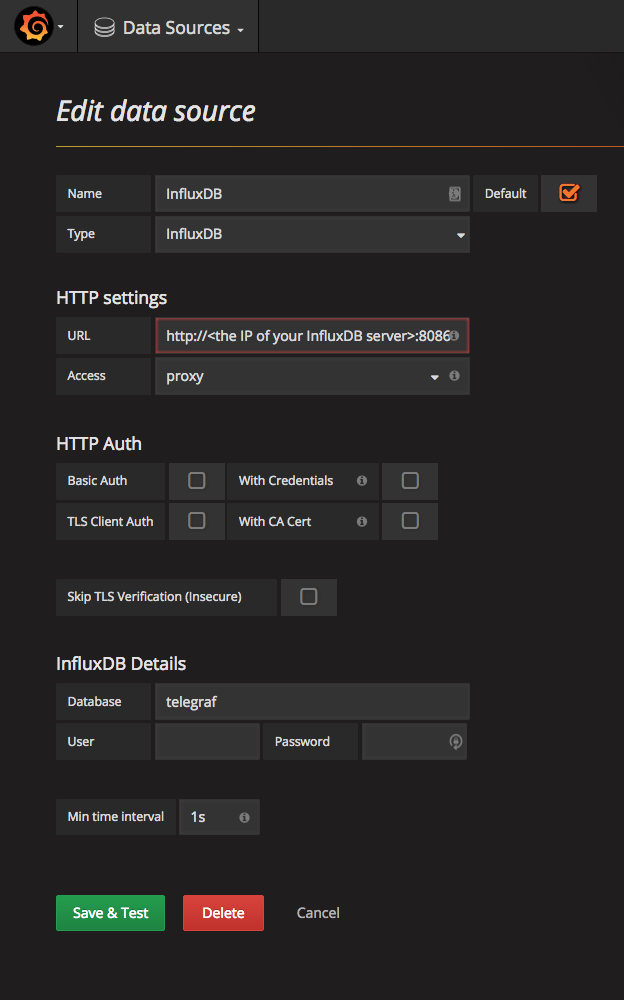 Data Sources
Edit data source
Name InfluxDB Default
Type InfluxDB
HTTP settings
URL http://<the IP of your InfluxDB server>:8086
Access proxy
HTTP Auth
Basic Auth With Credentials
TLS Client Auth With CA Cert
Skip TLS Verification (Insecure)
InfluxDB Details
Database telegraf
User Password
Min time interval 1s
Save & Test Delete Cancel